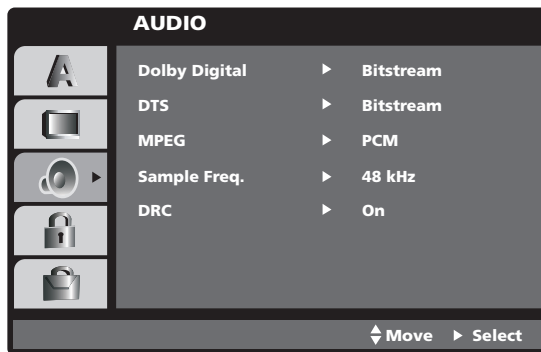 AUDIO
A
Dolby Digital ▶ Bitstream
DTS ▶ Bitstream
MPEG ▶ PCM
Sample Freq. ▶ 48 kHz
DRC ▶ On
Move ▶ Select